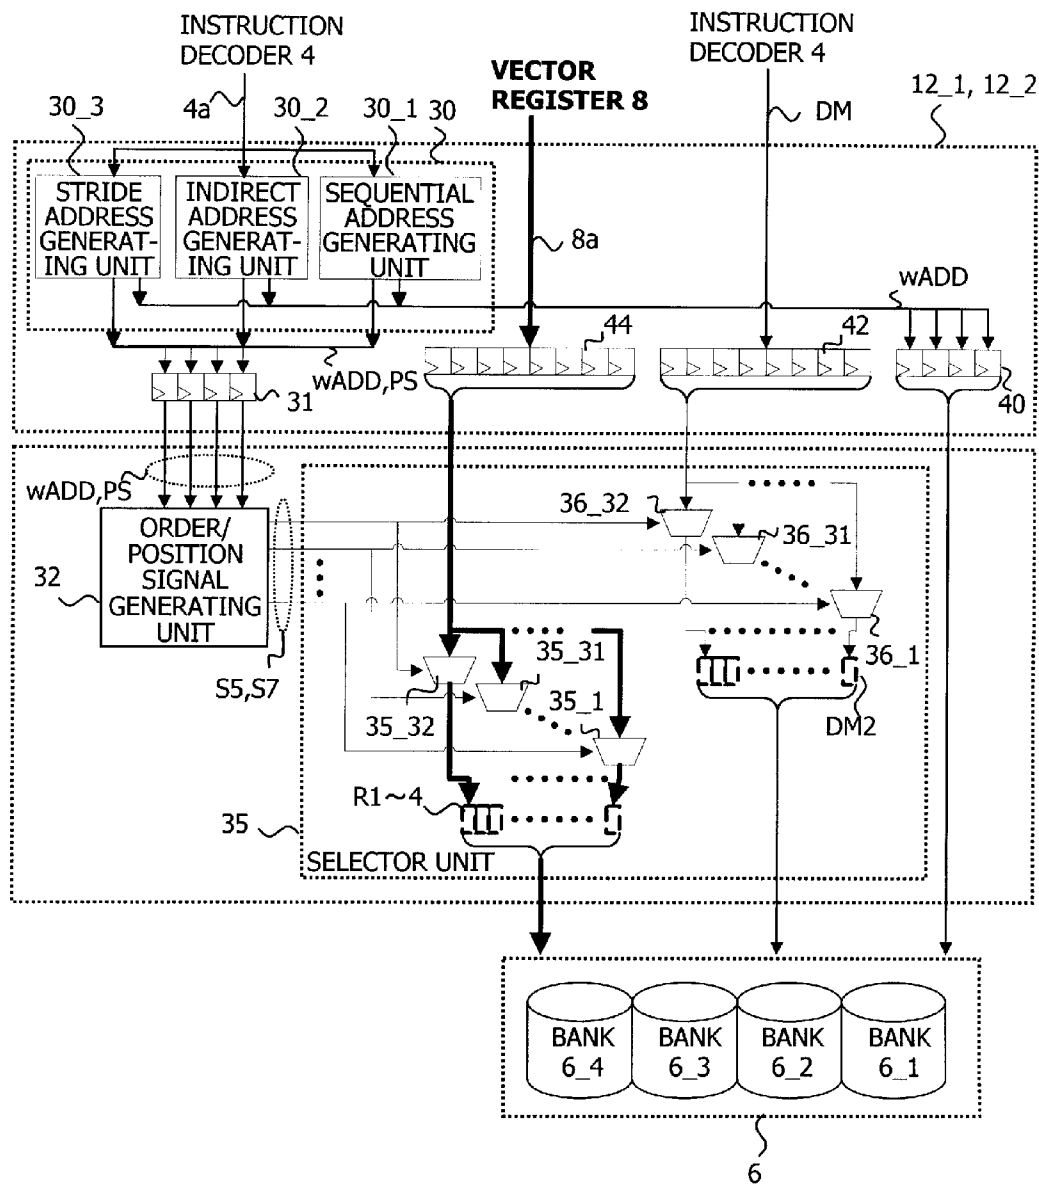 INSTRUCTION
DECODER 4
INSTRUCTION
DECODER 4
VECTOR
REGISTER 8
12_1, 12_2
30_3
4a
30_2
30_1
30
DM
STRIDE
ADDRESS
GENERAT-
ING UNIT
INDIRECT
ADDRESS
GENERAT-
ING UNIT
SEQUENTIAL
ADDRESS
GENERATING
UNIT
8a
wADD
44
42
wADD,PS
31
40
wADD,PS
36_32
36_31
ORDER/
POSITION
SIGNAL
GENERATING
UNIT
32
S5,S7
35_31
36_1
35_32
35_1
DM2
R1～4
35
SELECTOR UNIT
BANK
6_4
BANK
6_3
BANK
6_2
BANK
6_1
6